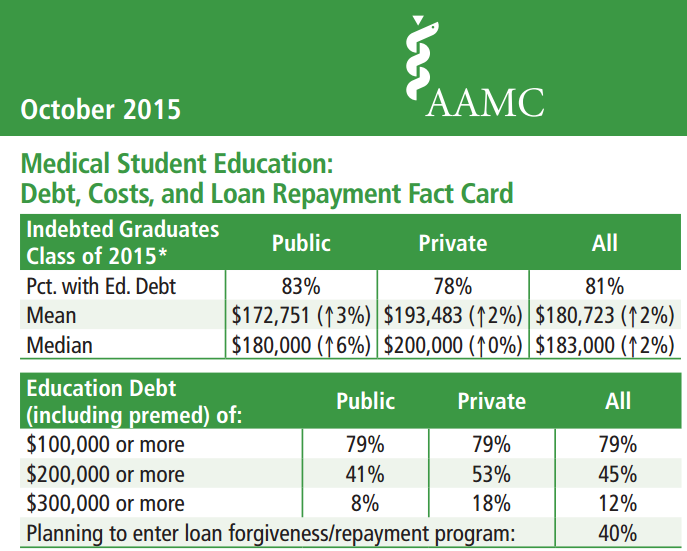 October 2015
AAMC
Medical Student Education:
Debt, Costs, and Loan Repayment Fact Card
Indebted Graduates
Class of 2015* Public Private All
Pct. with Ed. Debt 83% 78% 81%
Mean $172,751 (↑3%) $193,483 (↑2%) $180,723 (↑2%)
Median $180,000 (↑6%) $200,000 (↑0%) $183,000 (↑2%)
Education Debt
(including premed) of: Public Private All
$100,000 or more 79% 79% 79%
$200,000 or more 41% 53% 45%
$300,000 or more 8% 18% 12%
Planning to enter loan forgiveness/repayment program: 40%